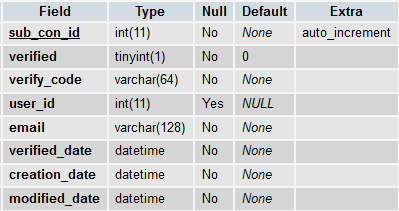 Field Type Null Default Extra
sub_con_id int(11) No None auto_increment
verified tinyint(1) No 0
verify_code varchar(64) No None
user_id int(11) Yes NULL
email varchar(128) No None
verified_date datetime No None
creation_date datetime No None
modified_date datetime No None